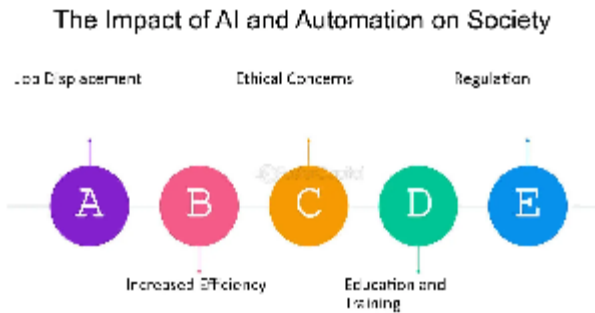 The Impact of AI and Automation on Society
Job Displacement
Ethical Concerns
Regulation
A B C D E
Increased Efficiency
Education and
Training